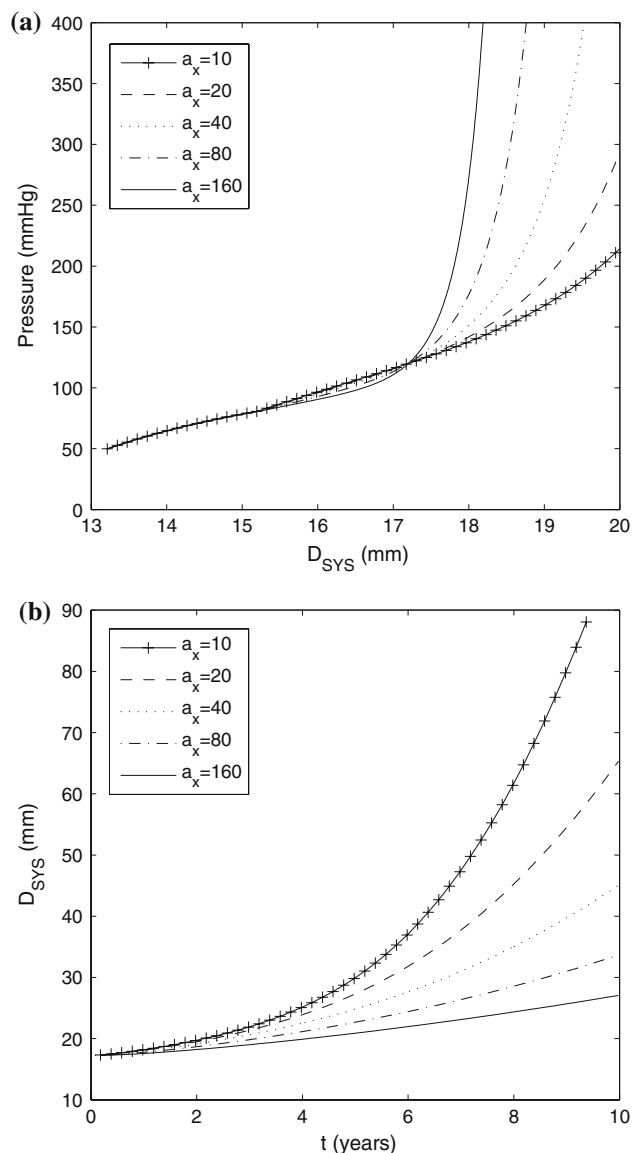 (a)
400
350
300
250
200
150
100
50
0
Pressure (mmHg)
a_x=10
a_x=20
a_x=40
a_x=80
a_x=160
13 14 15 16 17 18 19 20
D_SYS (mm)
(b)
90
80
70
60
50
40
30
20
10
D_SYS (mm)
a_x=10
a_x=20
a_x=40
a_x=80
a_x=160
0 2 4 6 8 10
t (years)